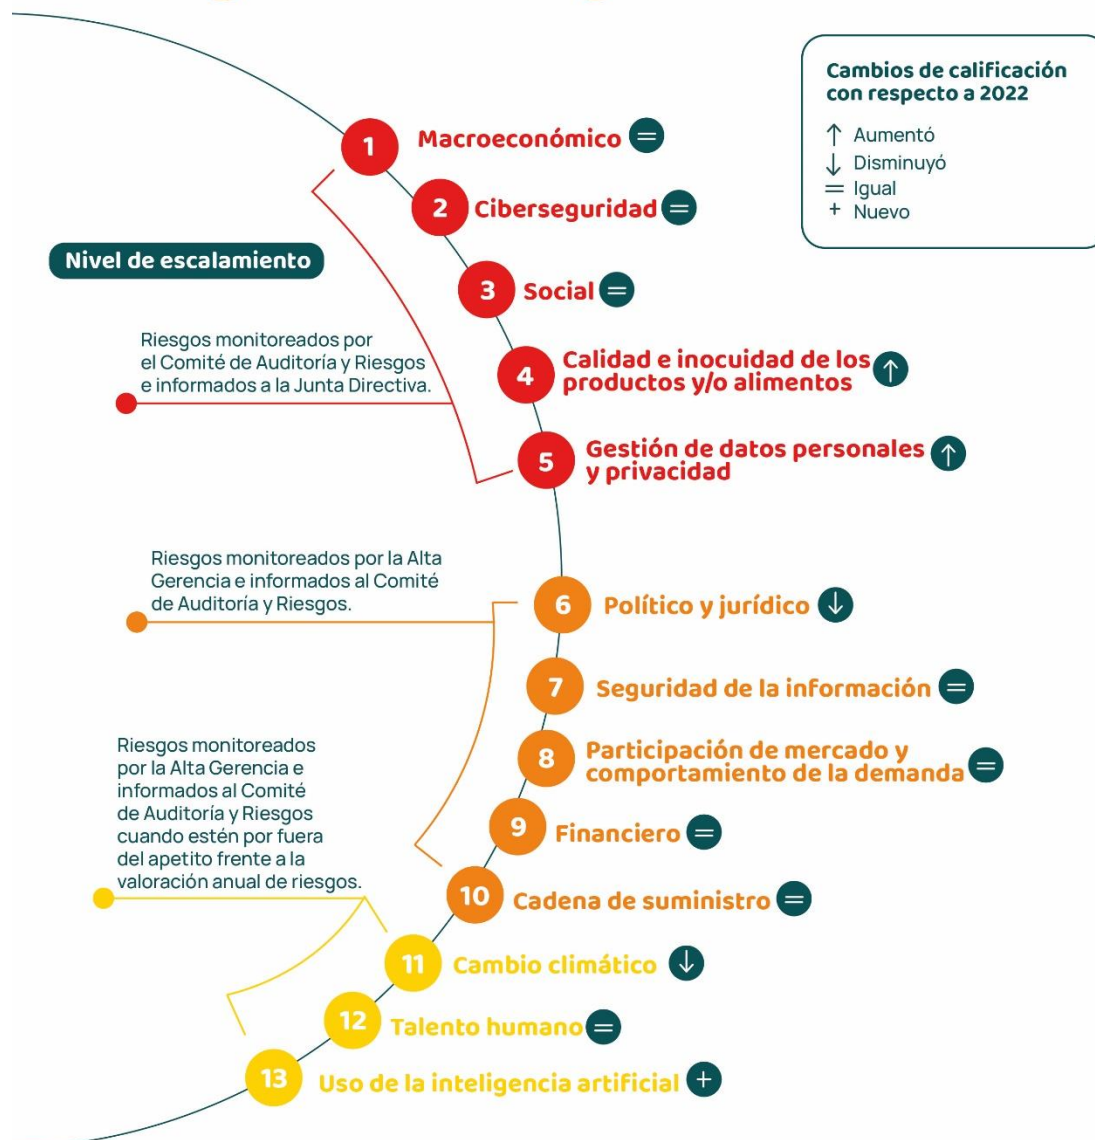 Cambios de calificación
con respecto a 2022
↑ Aumentó
↓ Disminuyó
= Igual
+ Nuevo
1 Macroeconómico =
2 Ciberseguridad =
Nivel de escalamiento
3 Social =
Riesgos monitoreados por
el Comité de Auditoría y Riesgos
e informados a la Junta Directiva.
4 Calidad e inocuidad de los
productos y/o alimentos ↑
5 Gestión de datos personales
y privacidad ↑
Riesgos monitoreados por la Alta
Gerencia e informados al Comité
de Auditoría y Riesgos.
6 Político y jurídico ↓
7 Seguridad de la información =
8 Participación de mercado y
comportamiento de la demanda =
9 Financiero =
10 Cadena de suministro =
Riesgos monitoreados
por la Alta Gerencia e
informados al Comité
de Auditoría y Riesgos
cuando estén por fuera
del apetito frente a la
valoración anual de riesgos.
11 Cambio climático ↓
12 Talento humano =
13 Uso de la inteligencia artificial +